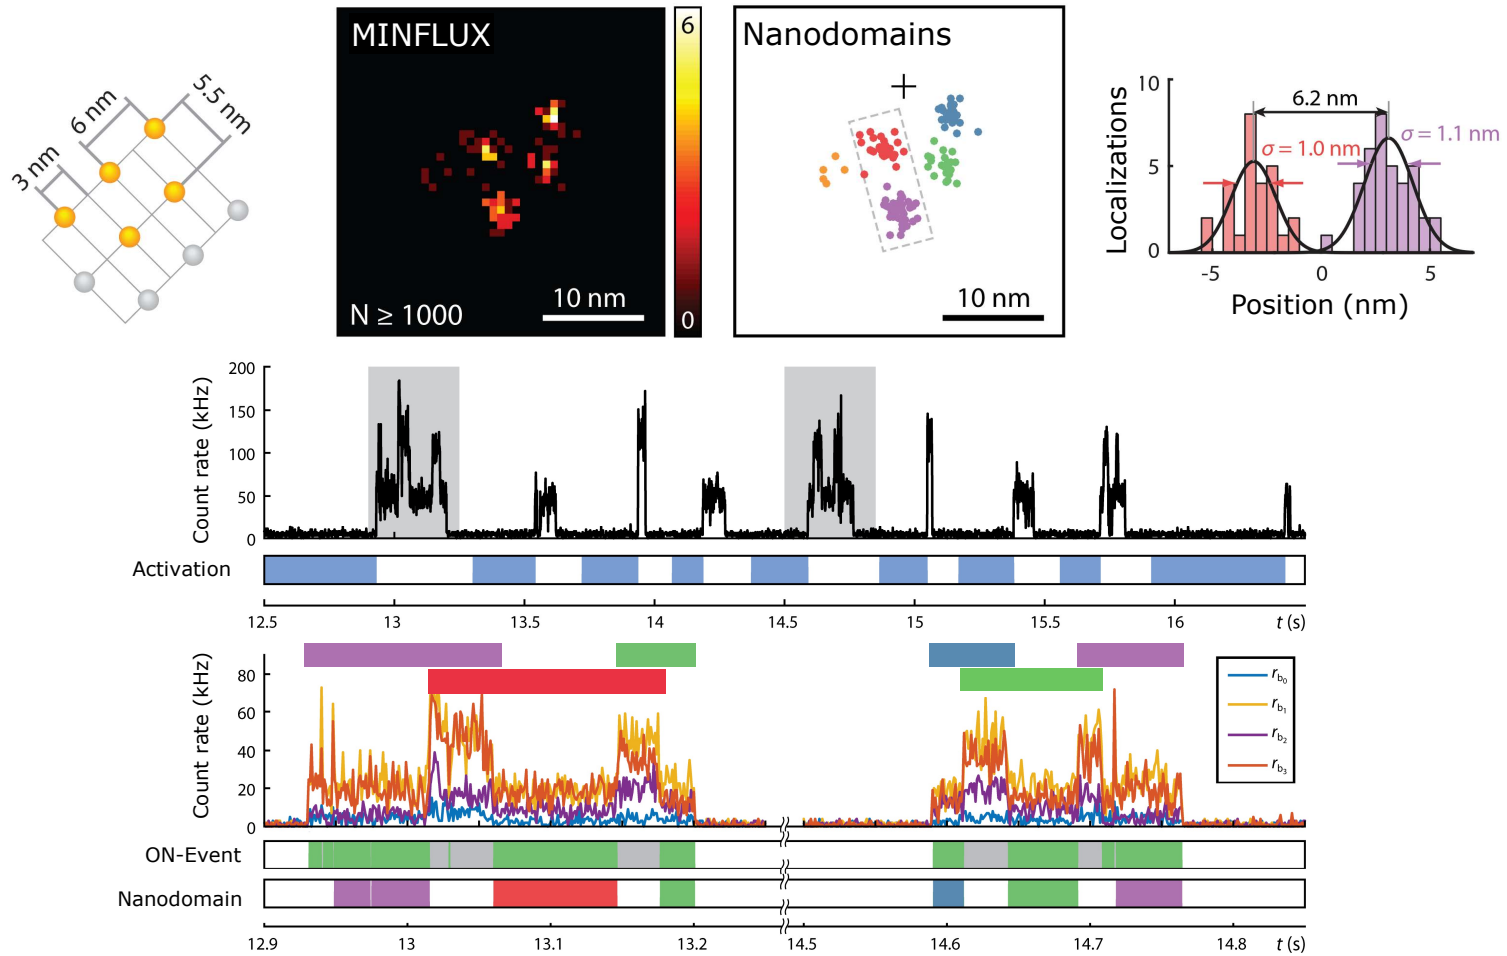 3 nm
6 nm
5.5 nm
MINFLUX
N ≥ 1000
10 nm
6
0
Nanodomains
10 nm
Localizations
10
5
0
6.2 nm
σ = 1.0 nm
σ = 1.1 nm
-5
0
5
Position (nm)
Count rate (kHz)
200
150
100
50
0
Activation
12.5
13
13.5
14
14.5
15
15.5
16
t (s)
Count rate (kHz)
80
60
40
20
0
r_b0
r_b1
r_b2
r_b3
ON-Event
Nanodomain
12.9
13
13.1
13.2
14.5
14.6
14.7
14.8
t (s)